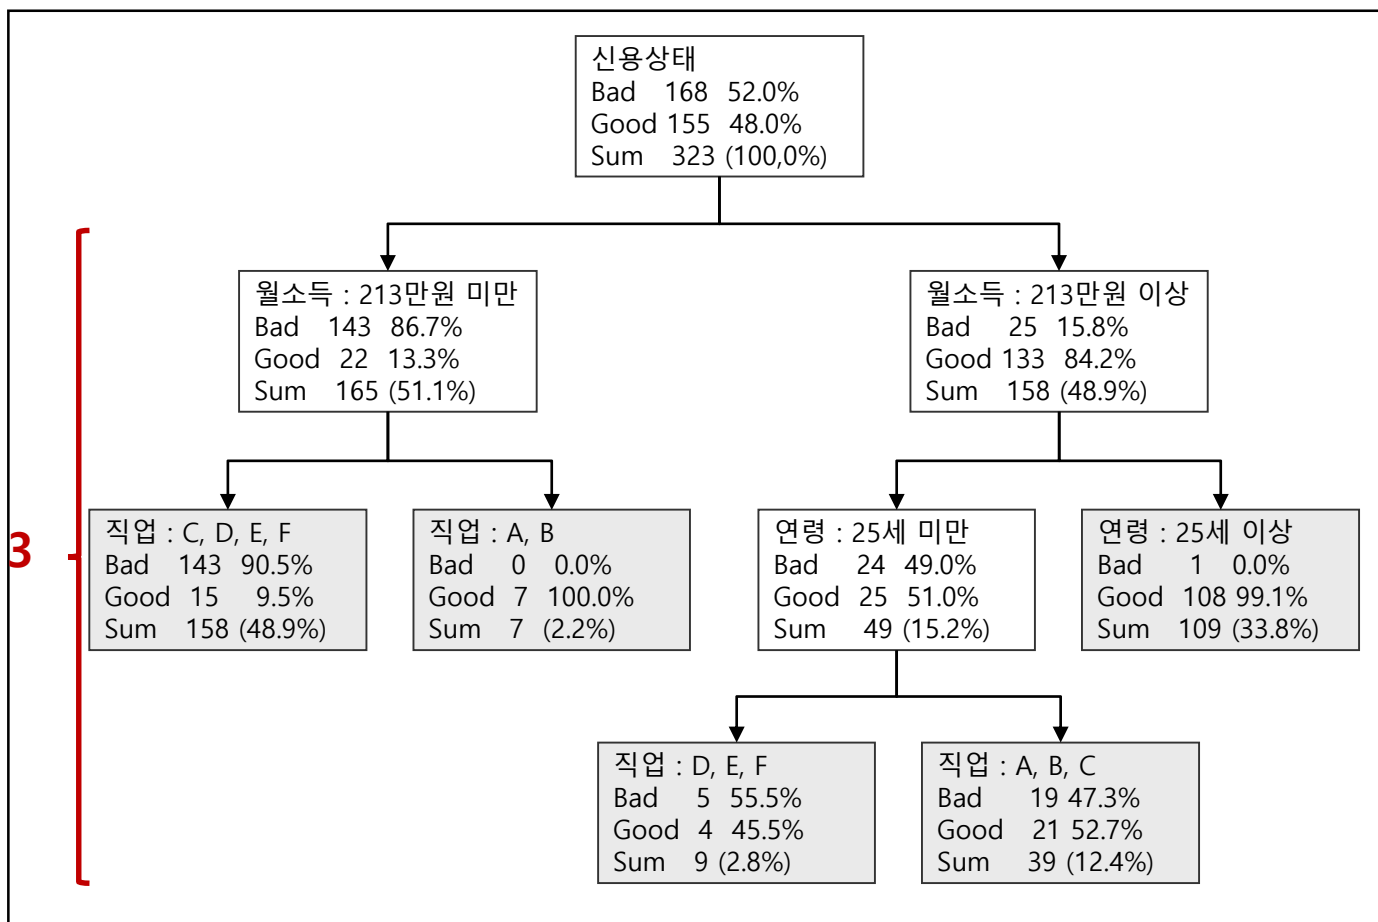 신용상태
Bad 168 52.0%
Good 155 48.0%
Sum 323 (100,0%)
월소득 : 213만원 미만
Bad 143 86.7%
Good 22 13.3%
Sum 165 (51.1%)
월소득 : 213만원 이상
Bad 25 15.8%
Good 133 84.2%
Sum 158 (48.9%)
3
직업 : C, D, E, F
Bad 143 90.5%
Good 15 9.5%
Sum 158 (48.9%)
직업 : A, B
Bad 0 0.0%
Good 7 100.0%
Sum 7 (2.2%)
연령 : 25세 미만
Bad 24 49.0%
Good 25 51.0%
Sum 49 (15.2%)
연령 : 25세 이상
Bad 1 0.0%
Good 108 99.1%
Sum 109 (33.8%)
직업 : D, E, F
Bad 5 55.5%
Good 4 45.5%
Sum 9 (2.8%)
직업 : A, B, C
Bad 19 47.3%
Good 21 52.7%
Sum 39 (12.4%)